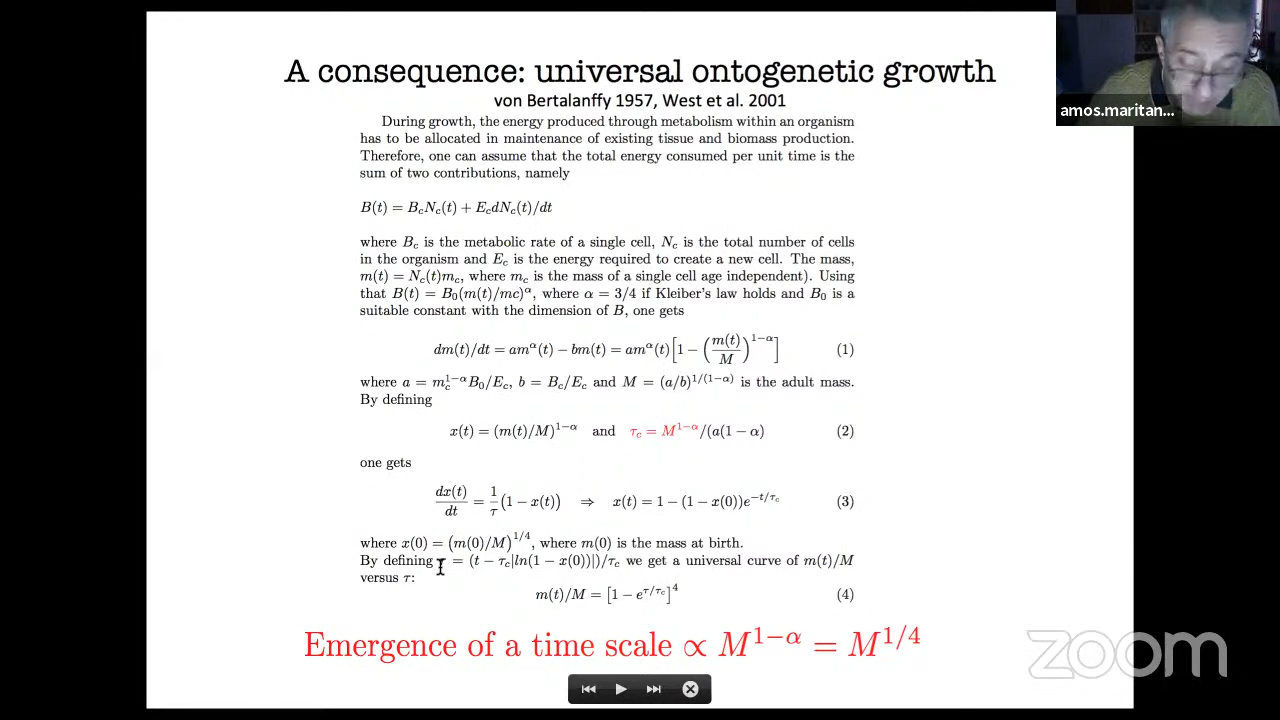 A consequence: universal ontogenetic growth
von Bertalanffy 1957, West et al. 2001
amos.maritan...
During growth, the energy produced through metabolism within an organism
has to be allocated in maintenance of existing tissue and biomass production.
Therefore, one can assume that the total energy consumed per unit time is the
sum of two contributions, namely
B(t) = B_cN_c(t) + E_cdN_c(t)/dt
where B_c is the metabolic rate of a single cell, N_c is the total number of cells
in the organism and E_c is the energy required to create a new cell. The mass,
m(t) = N_c(t)m_c, where m_c is the mass of a single cell age independent). Using
that B(t) = B_0(m(t)/mc)^α, where α = 3/4 if Kleiber's law holds and B_0 is a
suitable constant with the dimension of B, one gets
dm(t)/dt = am^α(t) − bm(t) = am^α(t)[1 − (m(t)/M)^{1−α}] (1)
where a = m_c^{1−α}B_0/E_c, b = B_c/E_c and M = (a/b)^{1/(1−α)} is the adult mass.
By defining
x(t) = (m(t)/M)^{1−α} and τ_c = M^{1−α}/(a(1 − α) (2)
one gets
dx(t)/dt = 1/τ (1 − x(t)) ⇒ x(t) = 1 − (1 − x(0))e^{−t/τ_c} (3)
where x(0) = (m(0)/M)^{1/4}, where m(0) is the mass at birth.
By defining = (t − τ_c|ln(1 − x(0))|)/τ_c we get a universal curve of m(t)/M
versus τ:
m(t)/M = [1 − e^{τ/τ_c}]^4 (4)
Emergence of a time scale ∝ M^{1−α} = M^{1/4}
zoom